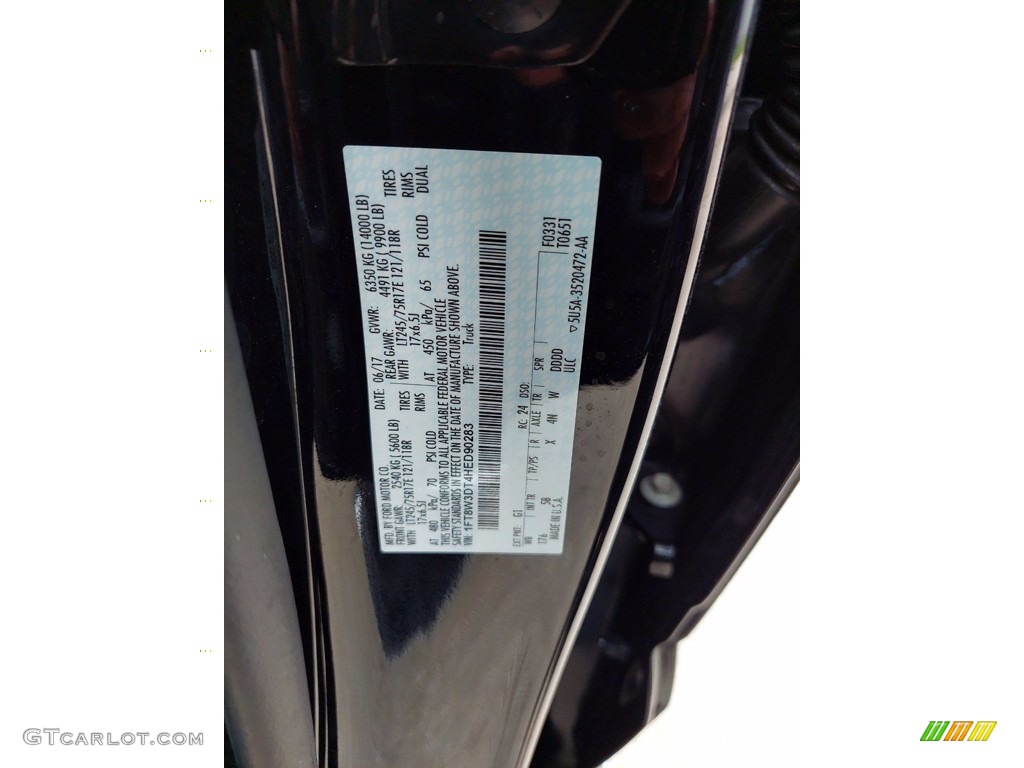 MFD. BY FORD MOTOR CO. DATE: 06/17 GVWR: 6350 KG (14000 LB)
FRONT GAWR: 2540 KG ( 5600 LB) REAR GAWR: 4491 KG ( 9900 LB)
WITH LT245/75R17E 121/118R TIRES WITH LT245/75R17E 121/118R TIRES
17x6.5J RIMS 17x6.5J RIMS
AT 480 kPa/ 70 PSI COLD AT 450 kPa/ 65 PSI COLD DUAL
THIS VEHICLE CONFORMS TO ALL APPLICABLE FEDERAL MOTOR VEHICLE
SAFETY STANDARDS IN EFFECT ON THE DATE OF MANUFACTURE SHOWN ABOVE.
VIN: 1FT8W3DT4HED90283 TYPE: Truck
EXT PNT: G1 RC: 24 DSO: F0331
WB INT TR TP/PS R AXLE TR SPR T0651
176 5B X 4N W DDDD
MADE IN U.S.A. ULC 5U5A-3520472-AA
GTCARLOT.COM